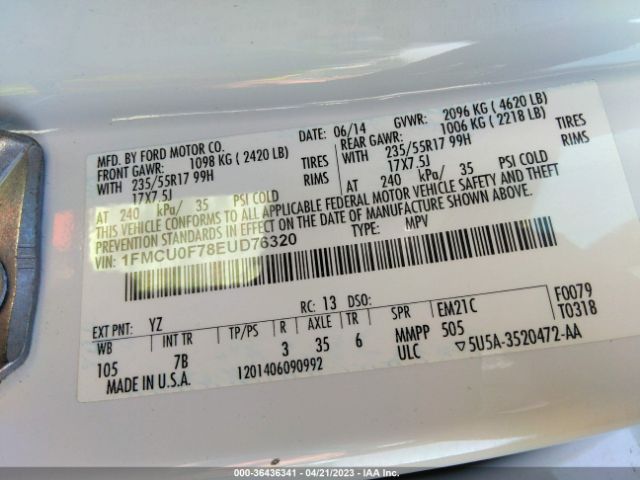 MFD. BY FORD MOTOR CO.
DATE: 06/14 GVWR: 2096 KG ( 4620 LB)
FRONT GAWR: 1098 KG ( 2420 LB)
REAR GAWR: 1006 KG ( 2218 LB)
WITH 235/55R17 99H TIRES
235/55R17 99H TIRES
17X7.5J RIMS
WITH 17X7.5J RIMS
AT 240 kPa/ 35 PSI COLD
AT 240 kPa/ 35 PSI COLD
THIS VEHICLE CONFORMS TO ALL APPLICABLE FEDERAL MOTOR VEHICLE SAFETY AND THEFT
PREVENTION STANDARDS IN EFFECT ON THE DATE OF MANUFACTURE SHOWN ABOVE.
VIN: 1FMCU0F78EUD76320
TYPE: MPV
EXT PNT: YZ RC: 13 DSO:
F0079
WB INT TR TP/PS R AXLE TR SPR EM21C
T0318
105 7B 3 35 6 MMPP 505
ULC 5U5A-3520472-AA
MADE IN U.S.A. 1201406090992
000-36436341 - 04/21/2023 - IAA Inc.